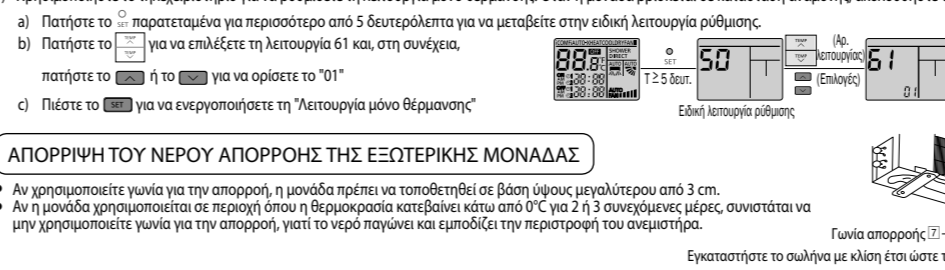 a) Πατήστε το SET παρατεταμένα για περισσότερο από 5 δευτερόλεπτα για να μεταβείτε στην ειδική λειτουργία ρύθμισης.
b) Πατήστε το TEMP TEMP για να επιλέξετε τη λειτουργία 61 και, στη συνέχεια,
πατήστε το ή το για να ορίσετε το "01"
c) Πιέστε το SET για να ενεργοποιήσετε τη "Λειτουργία μόνο θέρμανσης"
SET
T ≥ 5 δευτ.
50
TEMP
TEMP
(Αρ. λειτουργίας)
(Επιλογές)
61
01
Ειδική λειτουργία ρύθμισης
ΑΠΟΡΡΙΨΗ ΤΟΥ ΝΕΡΟΥ ΑΠΟΡΡΟΗΣ ΤΗΣ ΕΞΩΤΕΡΙΚΗΣ ΜΟΝΑΔΑΣ
• Αν χρησιμοποιείτε γωνία για την απορροή, η μονάδα πρέπει να τοποθετηθεί σε βάση ύψους μεγαλύτερου από 3 cm.
• Αν η μονάδα χρησιμοποιείται σε περιοχή όπου η θερμοκρασία κατεβαίνει κάτω από 0°C για 2 ή 3 συνεχόμενες μέρες, συνιστάται να
μην χρησιμοποιείτε γωνία για την απορροή, γιατί το νερό παγώνει και εμποδίζει την περιστροφή του ανεμιστήρα.
Γωνία απορροής 7
Εγκαταστήστε το σωλήνα με κλίση έτσι ώστε